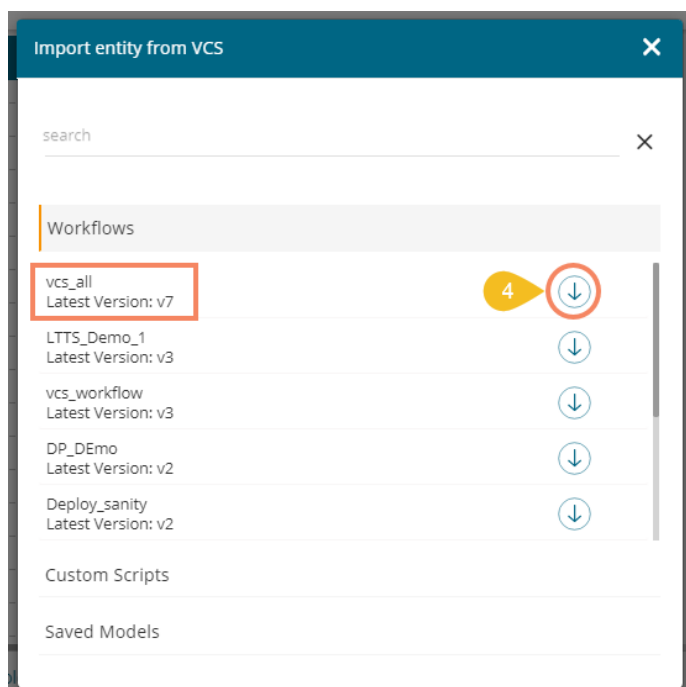 Import entity from VCS
search
Workflows
vcs_all
Latest Version: v7
4
LTTS_Demo_1
Latest Version: v3
vcs_workflow
Latest Version: v3
DP_DEmo
Latest Version: v2
Deploy_sanity
Latest Version: v2
Custom Scripts
Saved Models